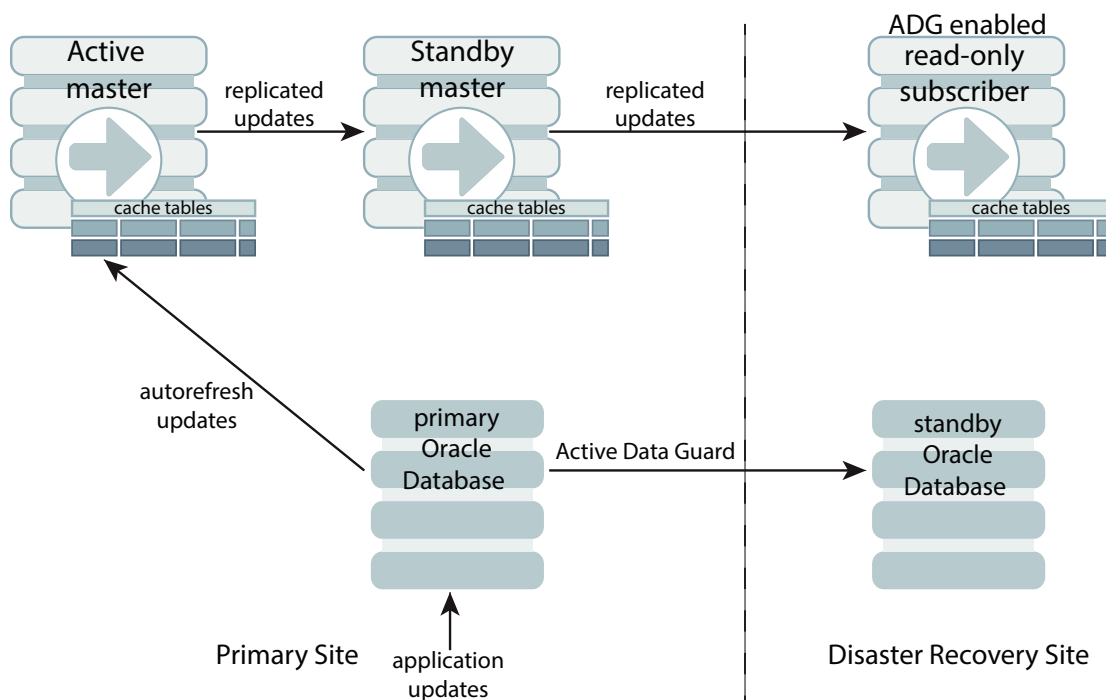 Active
master
replicated
updates
Standby
master
replicated
updates
ADG enabled
read-only
subscriber
cache tables
cache tables
cache tables
autorefresh
updates
primary
Oracle
Database
Active Data Guard
standby
Oracle
Database
Primary Site
application
updates
Disaster Recovery Site